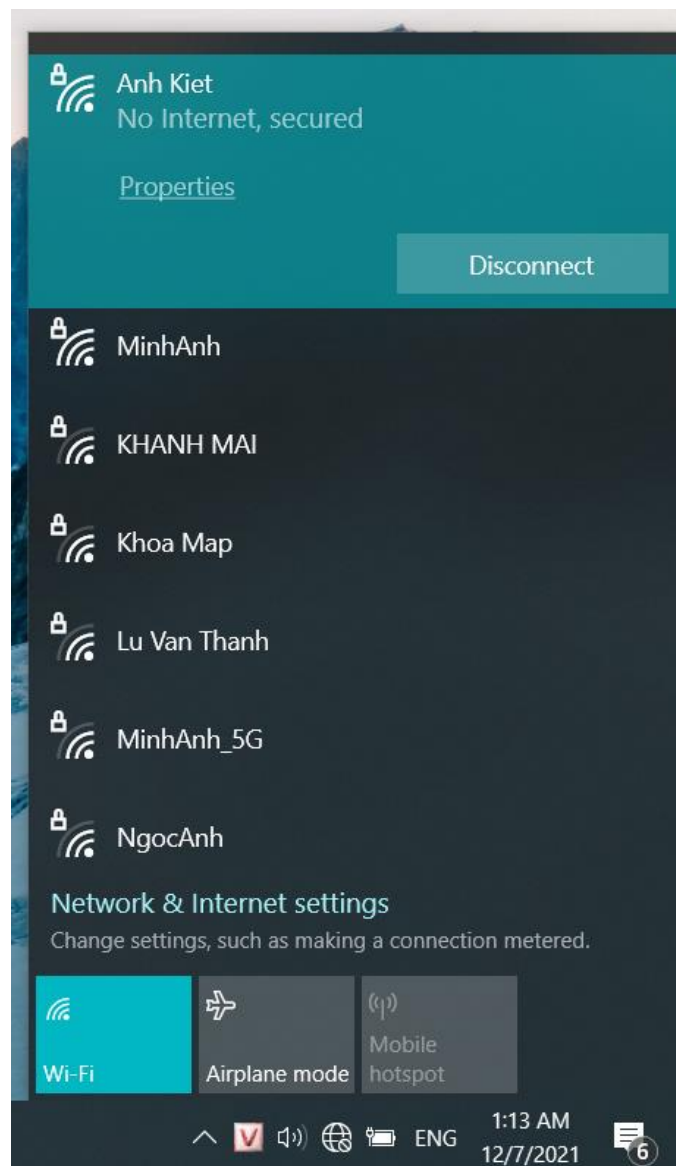 Anh Kiet
No Internet, secured
Properties
Disconnect
MinhAnh
KHANH MAI
Khoa Map
Lu Van Thanh
MinhAnh_5G
NgocAnh
Network & Internet settings
Change settings, such as making a connection metered.
Wi-Fi
Airplane mode
Mobile
hotspot
V
ENG
1:13 AM
12/7/2021
6